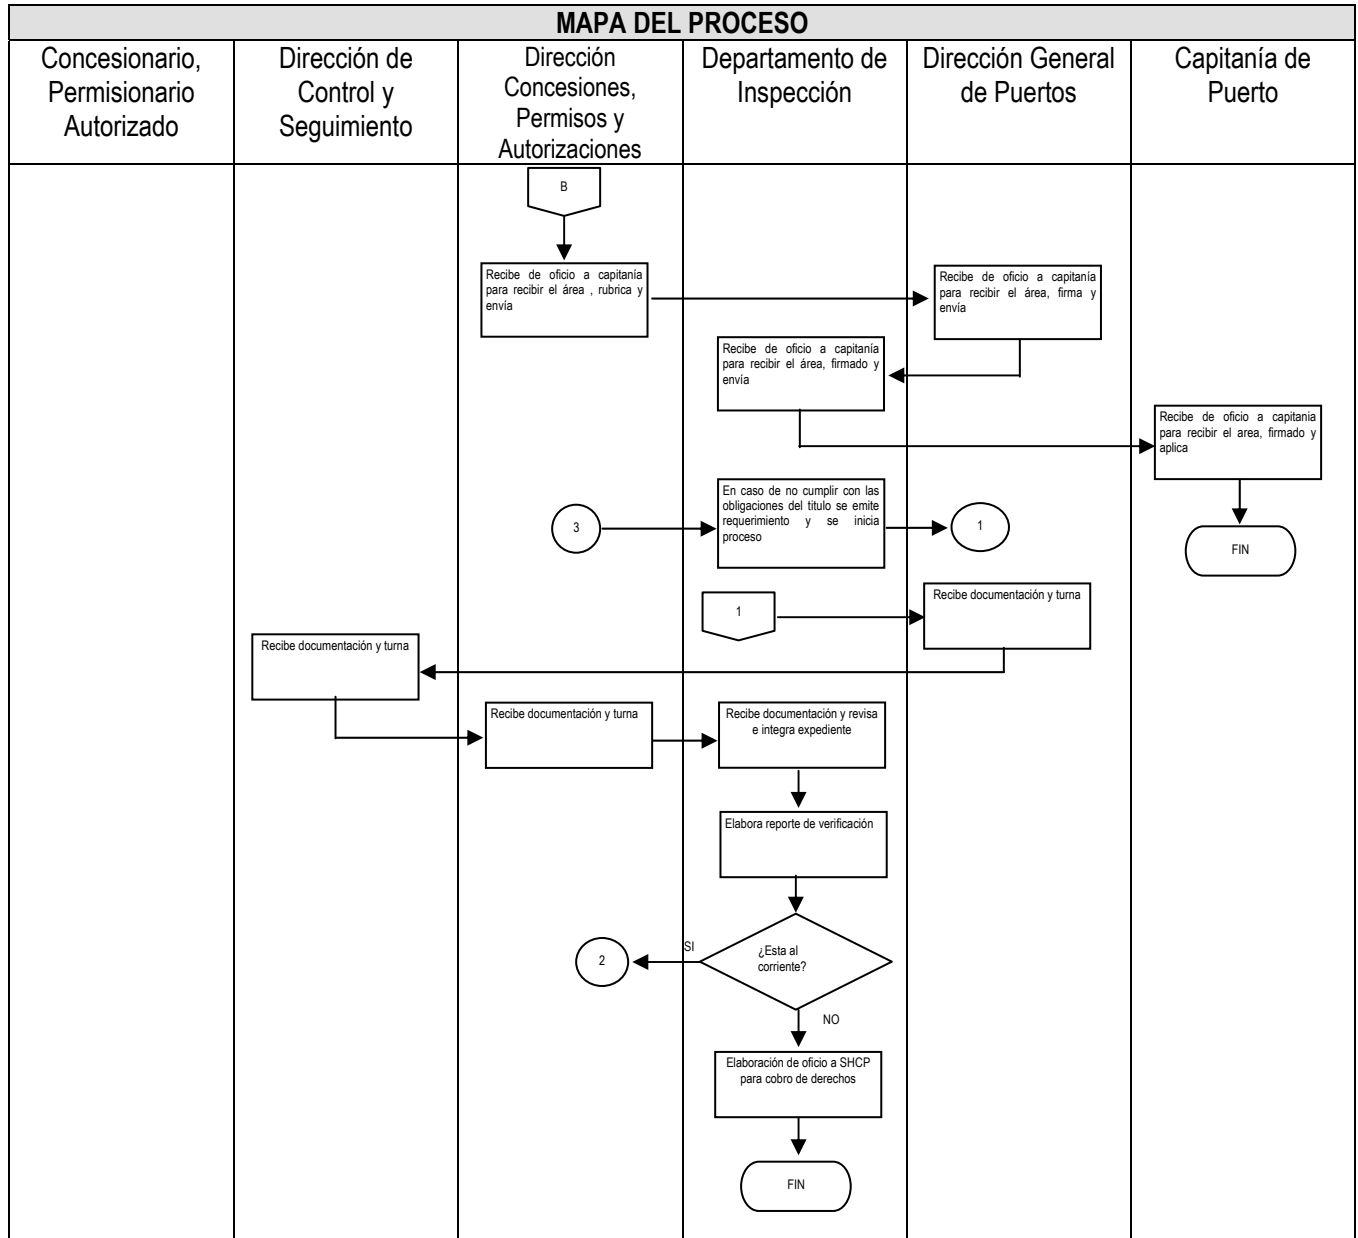 MAPA DEL PROCESO
Concesionario,
Permisionario
Autorizado
Dirección de
Control y
Seguimiento
Dirección
Concesiones,
Permisos y
Autorizaciones
Departamento de
Inspección
Dirección General
de Puertos
Capitanía de
Puerto
B
Recibe de oficio a capitanía
para recibir el área , rubrica y
envía
Recibe de oficio a capitanía
para recibir el área, firma y
envía
Recibe de oficio a capitanía
para recibir el área, firmado y
envía
Recibe de oficio a capitania
para recibir el area, firmado y
aplica
3
En caso de no cumplir con las
obligaciones del titulo se emite
requerimiento y se inicia
proceso
1
FIN
1
Recibe documentación y turna
Recibe documentación y turna
Recibe documentación y turna
Recibe documentación y revisa
e integra expediente
Elabora reporte de verificación
2
SI
¿Esta al
corriente?
NO
Elaboración de oficio a SHCP
para cobro de derechos
FIN